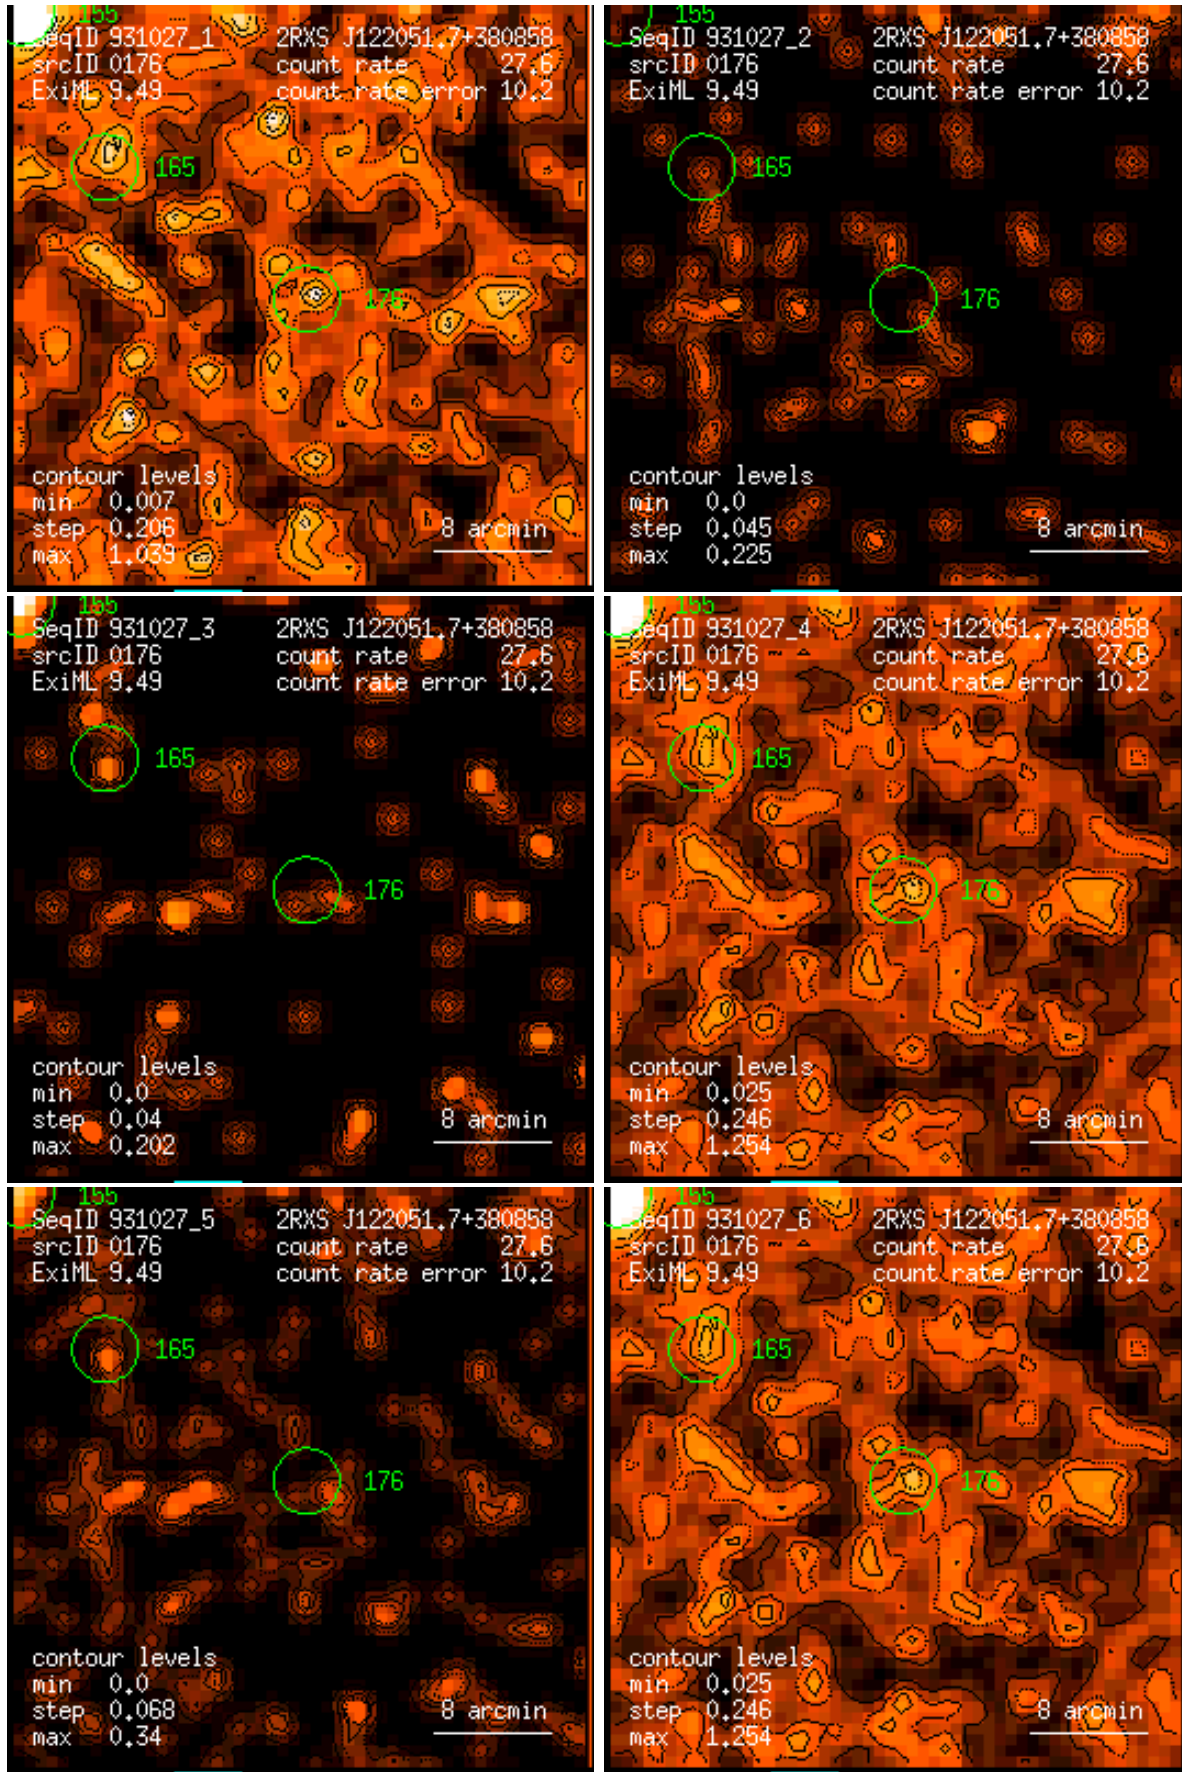 155
SeqID 931027_1 2RXS J122051.7+380858
srcID 0176 count rate 27.6
ExiML 9.49 count rate error 10.2
165
176
contour levels
min 0.007
step 0.206
max 1.039
8 arcmin
155
SeqID 931027_2 2RXS J122051.7+380858
srcID 0176 count rate 27.6
ExiML 9.49 count rate error 10.2
165
176
contour levels
min 0.0
step 0.045
max 0.225
8 arcmin
155
SeqID 931027_3 2RXS J122051.7+380858
srcID 0176 count rate 27.6
ExiML 9.49 count rate error 10.2
165
176
contour levels
min 0.0
step 0.04
max 0.202
8 arcmin
155
SeqID 931027_4 2RXS J122051.7+380858
srcID 0176 count rate 27.6
ExiML 9.49 count rate error 10.2
165
176
contour levels
min 0.025
step 0.246
max 1.254
8 arcmin
155
SeqID 931027_5 2RXS J122051.7+380858
srcID 0176 count rate 27.6
ExiML 9.49 count rate error 10.2
165
176
contour levels
min 0.0
step 0.068
max 0.34
8 arcmin
155
SeqID 931027_6 2RXS J122051.7+380858
srcID 0176 count rate 27.6
ExiML 9.49 count rate error 10.2
165
176
contour levels
min 0.025
step 0.246
max 1.254
8 arcmin